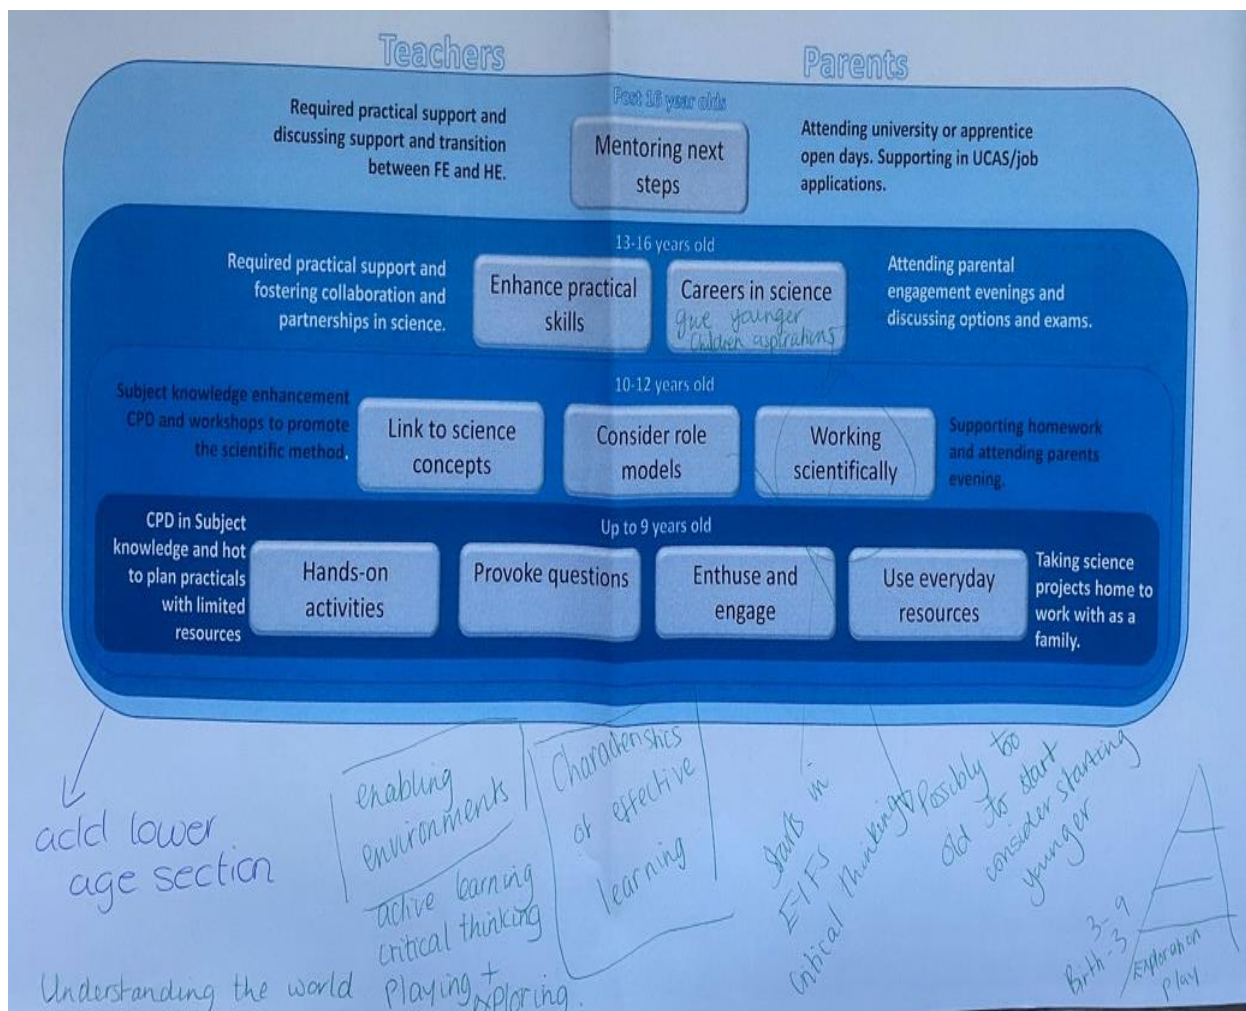 Teachers
Parents
Post 16 year olds
Required practical support and
discussing support and transition
between FE and HE.
Mentoring next
steps
Attending university or apprentice
open days. Supporting in UCAS/job
applications.
13-16 years old
Required practical support and
fostering collaboration and
partnerships in science.
Enhance practical
skills
Careers in science
give younger
children aspirations
Attending parental
engagement evenings and
discussing options and exams.
10-12 years old
Subject knowledge enhancement
CPD and workshops to promote
the scientific method.
Link to science
concepts
Consider role
models
Working
scientifically
Supporting homework
and attending parents
evening.
Up to 9 years old
CPD in Subject
knowledge and hot
to plan practicals
with limited
resources
Hands-on
activities
Provoke questions
Enthuse and
engage
Use everyday
resources
Taking science
projects home to
work with as a
family.
add lower
age section
enabling
environments
active learning
critical thinking
playing +
exploring.
Understanding the world
Characteristics
of effective
learning
Starts in
EYFS
Critical thinking
Possibly too
old to start
consider starting
younger
3-9
Birth-3
Exploration
play